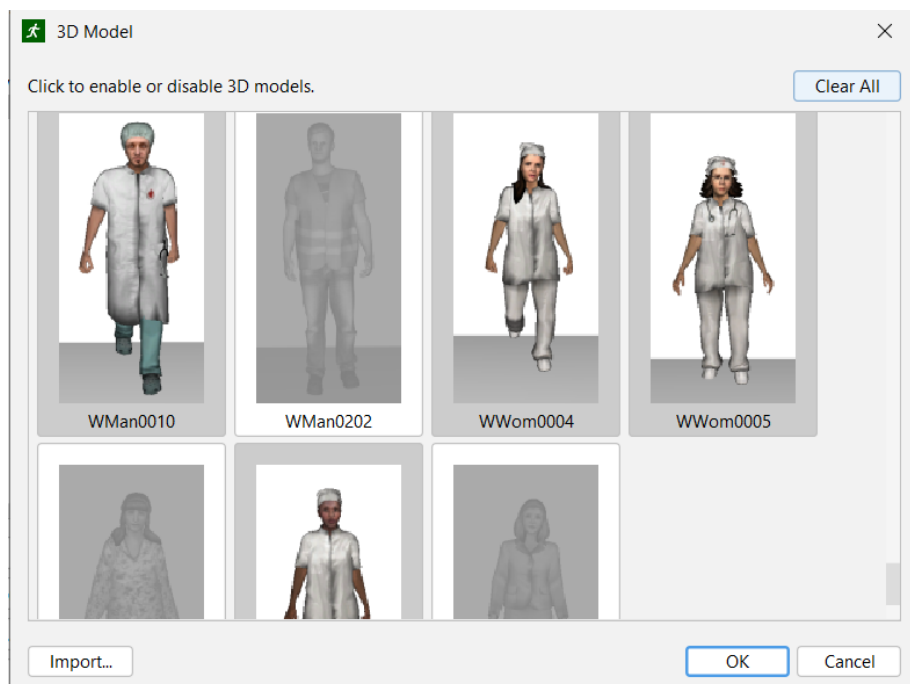 3D Model
Click to enable or disable 3D models.
Clear All
WMan0010
WMan0202
WWom0004
WWom0005
Import...
OK
Cancel